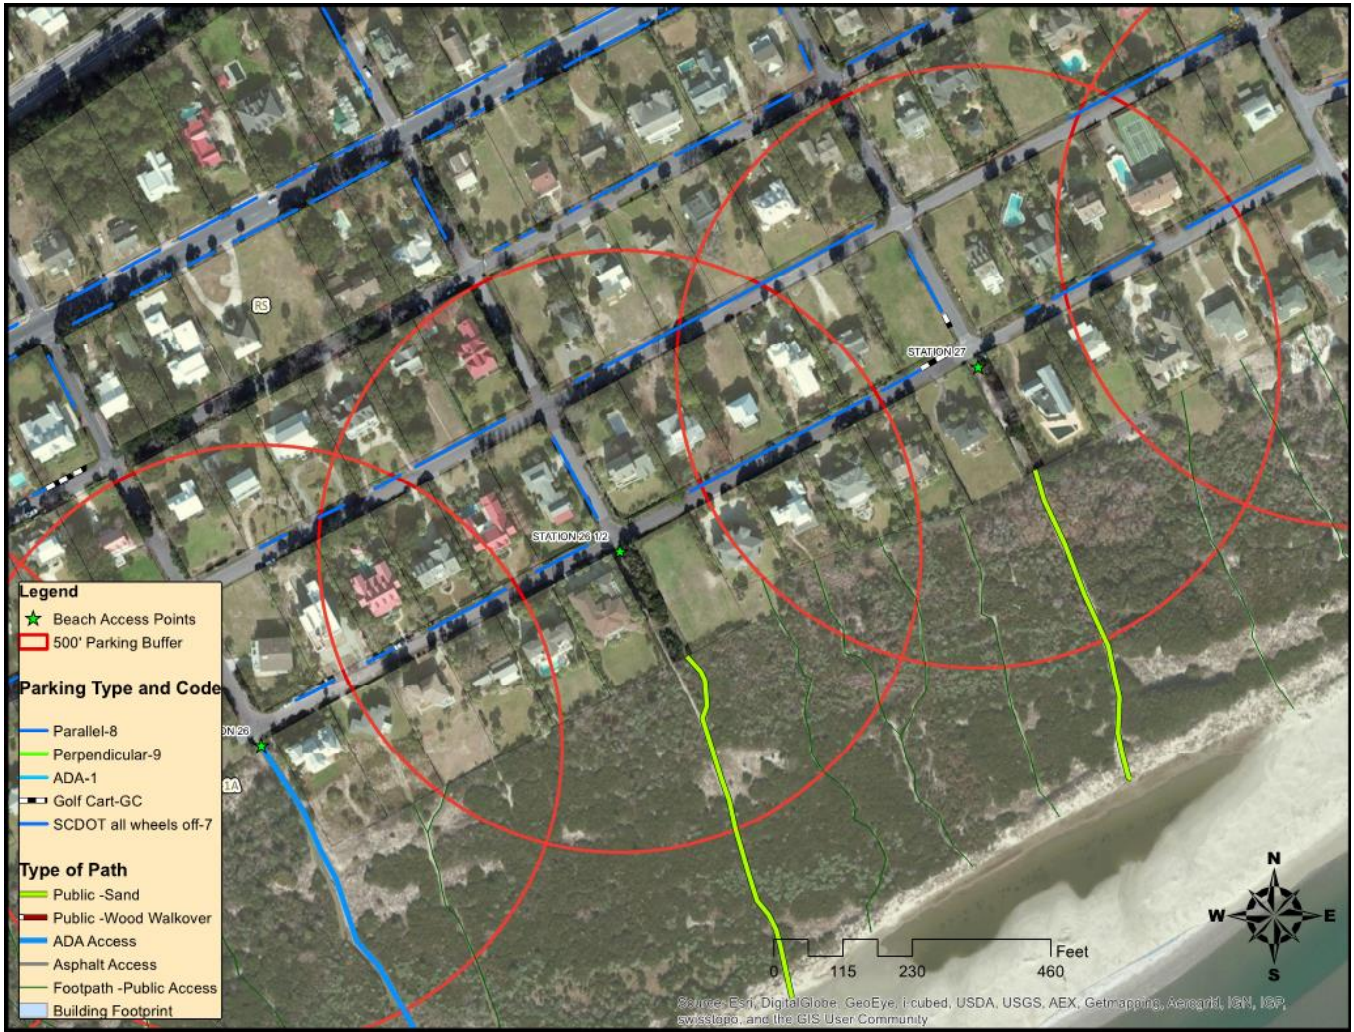 RS
STATION 27
STATION 26 1/2
Legend
Beach Access Points
500' Parking Buffer
Parking Type and Code
ON 26
Parallel-8
Perpendicular-9
1A
ADA-1
Golf Cart-GC
SCDOT all wheels off-7
Type of Path
Public -Sand
Public -Wood Walkover
ADA Access
Asphalt Access
Footpath -Public Access
Building Footprint
N
W E
S
Feet
0 115 230 460
Source: Esri, DigitalGlobe, GeoEye, i-cubed, USDA, USGS, AEX, Getmapping, Aerogrid, IGN, IGP,
swisstopo, and the GIS User Community